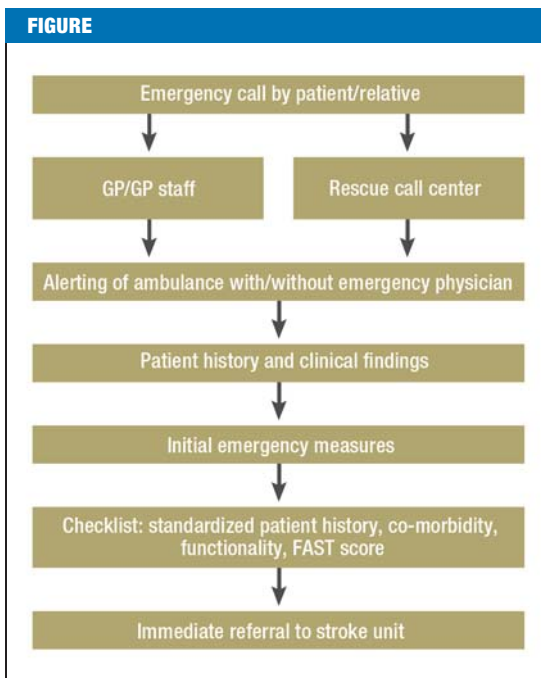 FIGURE
Emergency call by patient/relative
GP/GP staff
Rescue call center
Alerting of ambulance with/without emergency physician
Patient history and clinical findings
Initial emergency measures
Checklist: standardized patient history, co-morbidity,
functionality, FAST score
Immediate referral to stroke unit